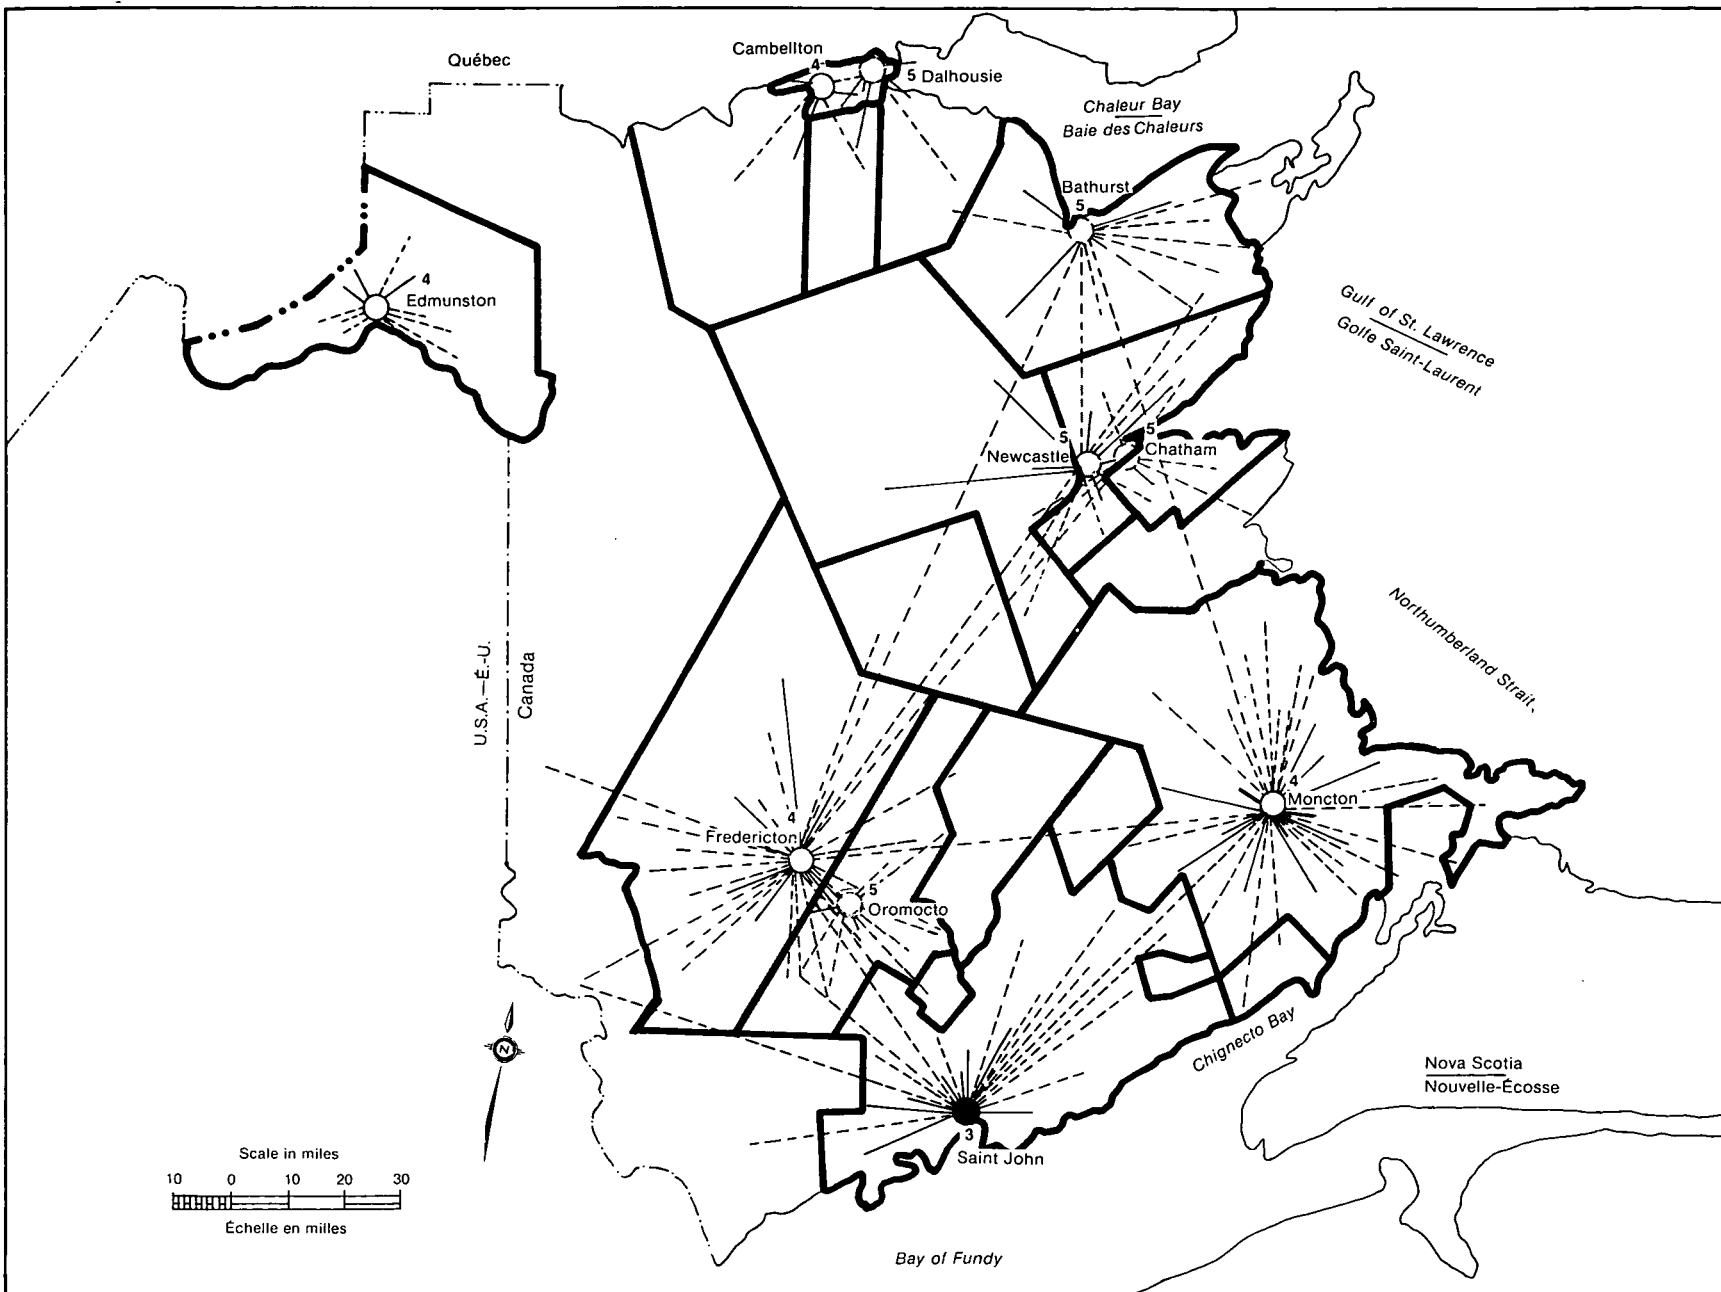 Québec
Cambellton
4
5 Dalhousie
Chaleur Bay
Baie des Chaleurs
Bathurst
5
4
Edmunston
Gulf of St. Lawrence
Golfe Saint-Laurent
5
Newcastle
5
Chatham
Northumberland Strait
U.S.A.—É.-U.
Canada
4
Moncton
4
Fredericton
5
Oromocto
N
Chignecto Bay
Nova Scotia
Nouvelle-Écosse
3
Saint John
Scale in miles
10 0 10 20 30
Échelle en milles
Bay of Fundy